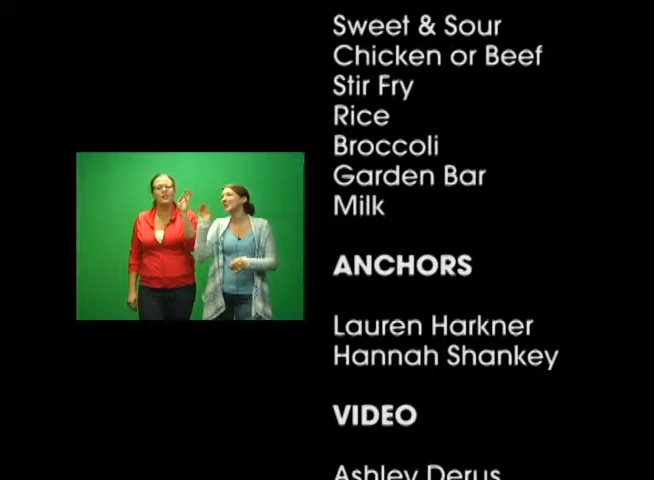 Sweet & Sour
Chicken or Beef
Stir Fry
Rice
Broccoli
Garden Bar
Milk
ANCHORS
Lauren Harkner
Hannah Shankey
VIDEO
Ashley Derus